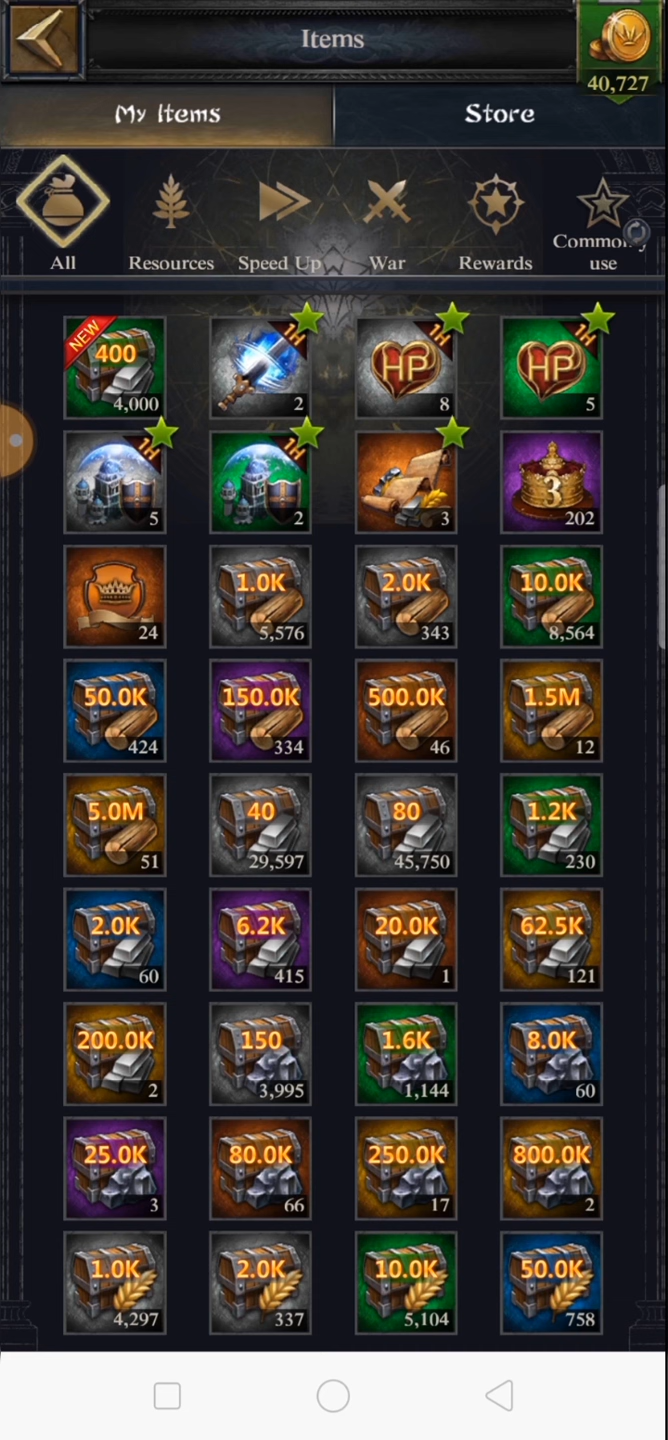 Items
40,727
My Items
Store
All
Resources
Speed Up
War
Rewards
Commonly
use
NEW
400
4,000
1H
2
1H
HP
8
1H
HP
5
1H
5
1H
2
3
3
202
24
1.0K
5,576
2.0K
343
10.0K
8,564
50.0K
424
150.0K
334
500.0K
46
1.5M
12
5.0M
51
40
29,597
80
45,750
1.2K
230
2.0K
60
6.2K
415
20.0K
1
62.5K
121
200.0K
2
150
3,995
1.6K
1,144
8.0K
60
25.0K
3
80.0K
66
250.0K
17
800.0K
2
1.0K
4,297
2.0K
337
10.0K
5,104
50.0K
758